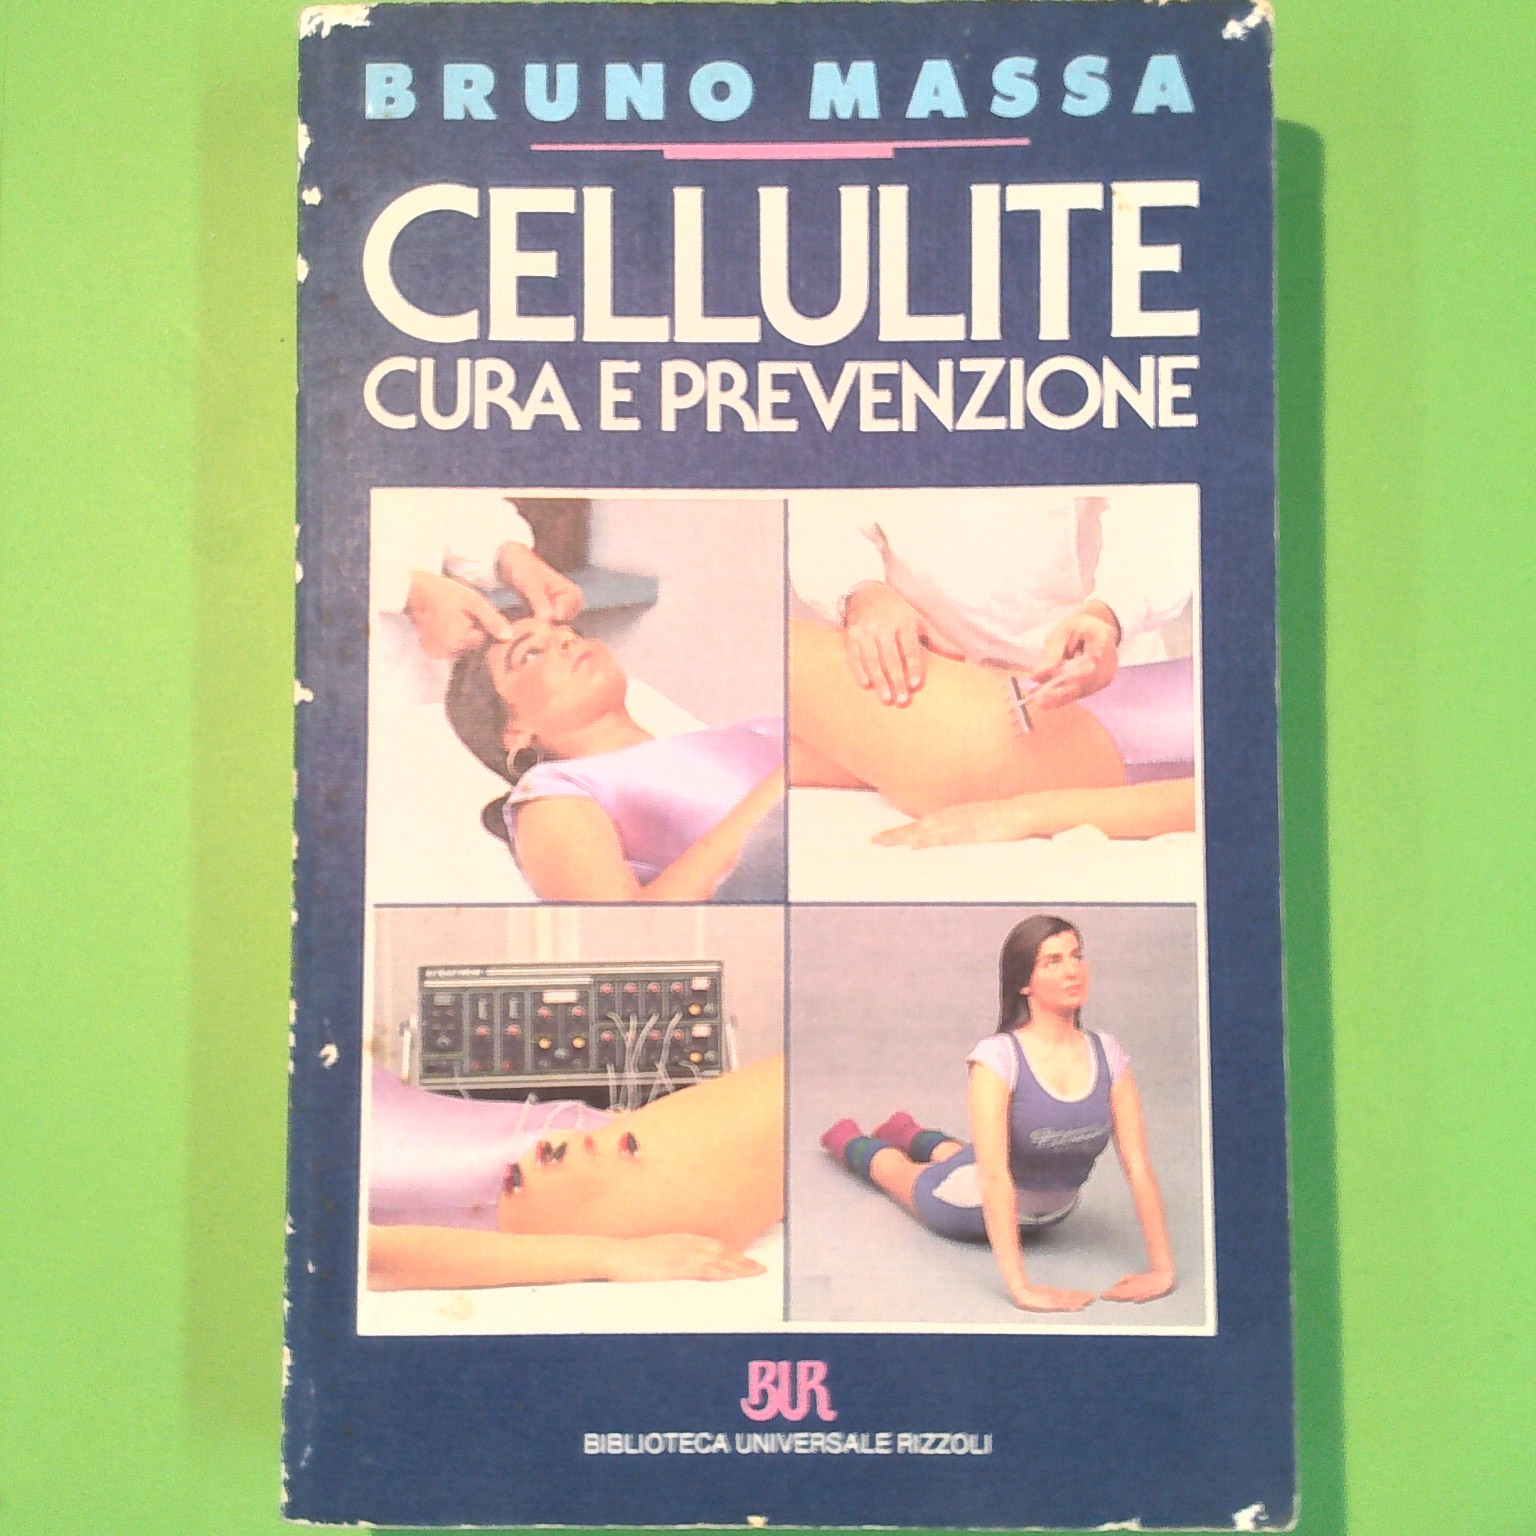 BRUNO MASSA
CELLULITE
CURA E PREVENZIONE
BUR
BIBLIOTECA UNIVERSALE RIZZOLI